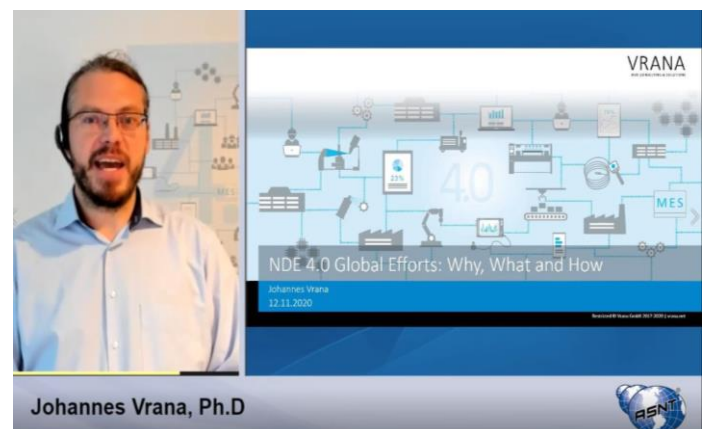 VRANA
23%
4.0
MES
NDE 4.0 Global Efforts: Why, What and How
Johannes Vrana
12.11.2020
Johannes Vrana, Ph.D
ASNT